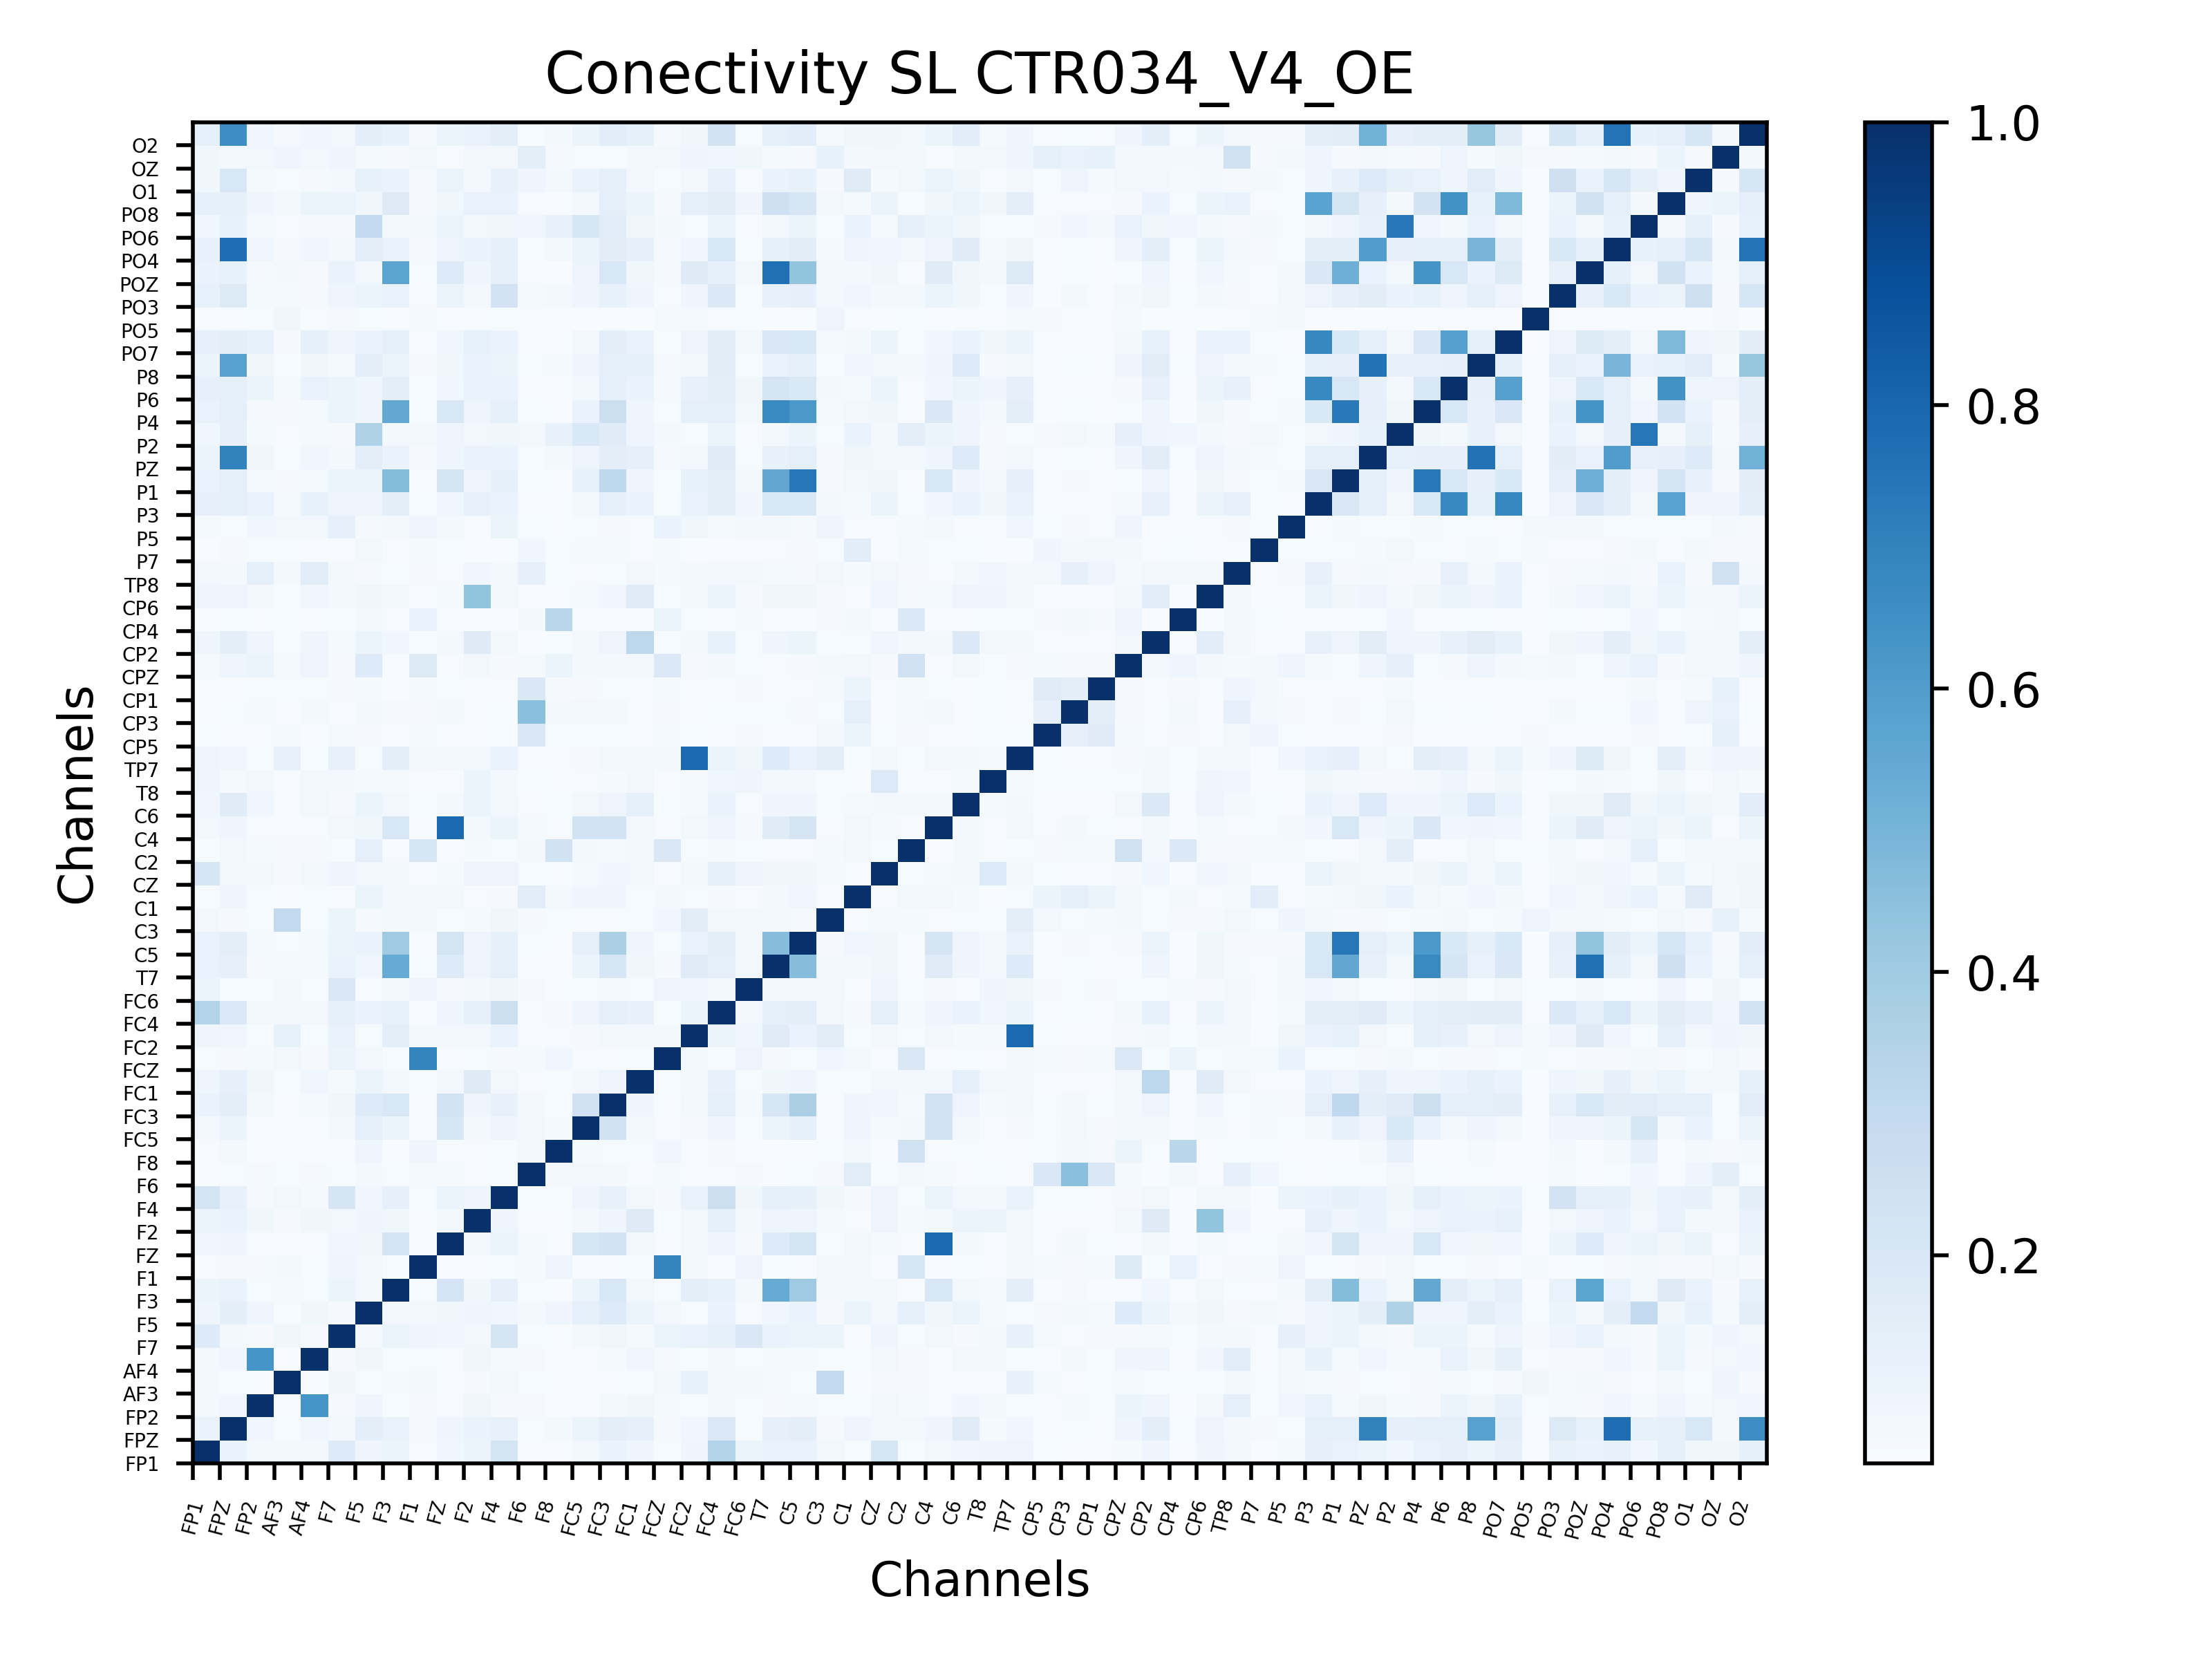 Conectivity SL CTR034_V4_OE
Channels
O2
OZ
O1
PO8
PO6
PO4
POZ
PO3
PO5
PO7
P8
P6
P4
P2
PZ
P1
P3
P5
P7
TP8
CP6
CP4
CP2
CPZ
CP1
CP3
CP5
TP7
T8
C6
C4
C2
CZ
C1
C3
C5
T7
FC6
FC4
FC2
FCZ
FC1
FC3
FC5
F8
F6
F4
F2
FZ
F1
F3
F5
F7
AF4
AF3
FP2
FPZ
FP1
FP1 FPZ FP2 AF3 AF4 F7 F5 F3 F1 FZ F2 F4 F6 F8 FC5 FC3 FC1 FCZ FC2 FC4 FC6 T7 C5 C3 C1 CZ C2 C4 C6 T8 TP7 CP5 CP3 CP1 CPZ CP2 CP4 CP6 TP8 P7 P5 P3 P1 PZ P2 P4 P6 P8 PO7 PO5 PO3 POZ PO4 PO6 PO8 O1 OZ O2
Channels
1.0
0.8
0.6
0.4
0.2